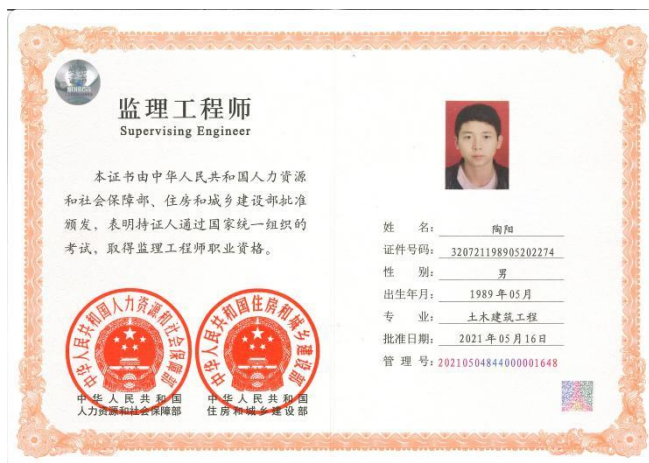 监理工程师
Supervising Engineer
本证书由中华人民共和国人力资源
和社会保障部、住房和城乡建设部批准
颁发，表明持证人通过国家统一组织的
考试，取得监理工程师职业资格。
中华人民共和国人力资源和社会保障部
中华人民共和国
人力资源和社会保障部
中华人民共和国住房和城乡建设部
中华人民共和国
住房和城乡建设部
姓 名：陶阳
证件号码：320721198905202274
性 别：男
出生年月：1989年05月
专 业：土木建筑工程
批准日期：2021年05月16日
管 理 号：20210504844000001648